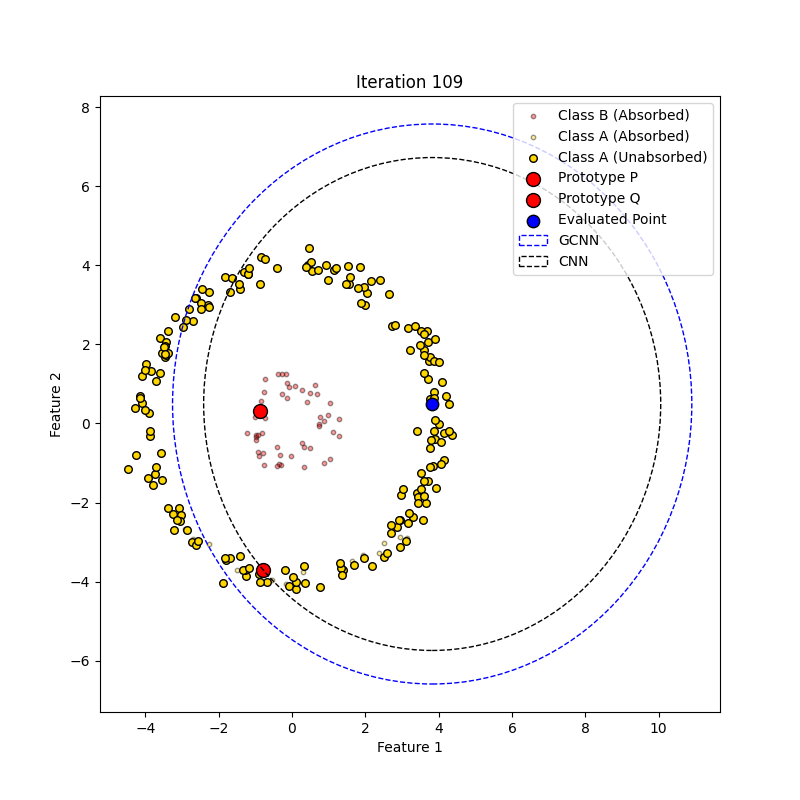 Iteration 109
Class B (Absorbed)
Class A (Absorbed)
Class A (Unabsorbed)
Prototype P
Prototype Q
Evaluated Point
GCNN
CNN
8
6
4
2
0
−2
−4
−6
Feature 2
−4 −2 0 2 4 6 8 10
Feature 1